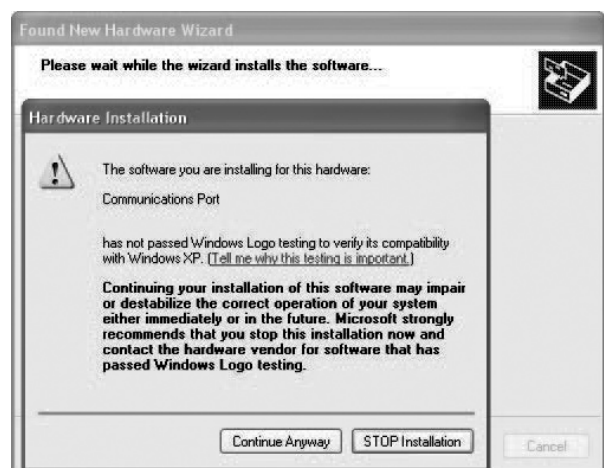 Found New Hardware Wizard
Please wait while the wizard installs the software...
Hardware Installation
The software you are installing for this hardware:
Communications Port
has not passed Windows Logo testing to verify its compatibility
with Windows XP. (Tell me why this testing is important.)
Continuing your installation of this software may impair
or destabilize the correct operation of your system
either immediately or in the future. Microsoft strongly
recommends that you stop this installation now and
contact the hardware vendor for software that has
passed Windows Logo testing.
Continue Anyway
STOP Installation
Cancel